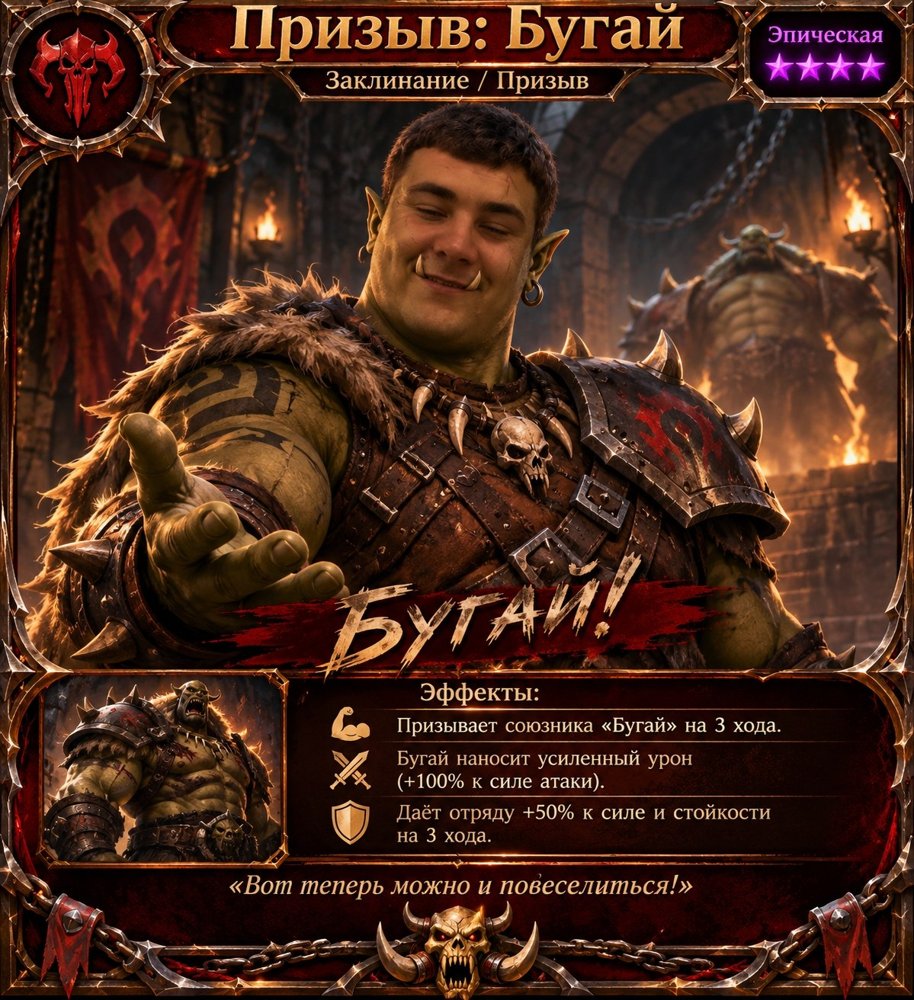 Призыв: Бугай
Эпическая
Заклинание / Призыв
Бугай!
Эффекты:
Призывает союзника «Бугай» на 3 хода.
Бугай наносит усиленный урон
(+100% к силе атаки).
Даёт отряду +50% к силе и стойкости
на 3 хода.
«Вот теперь можно и повеселиться!»